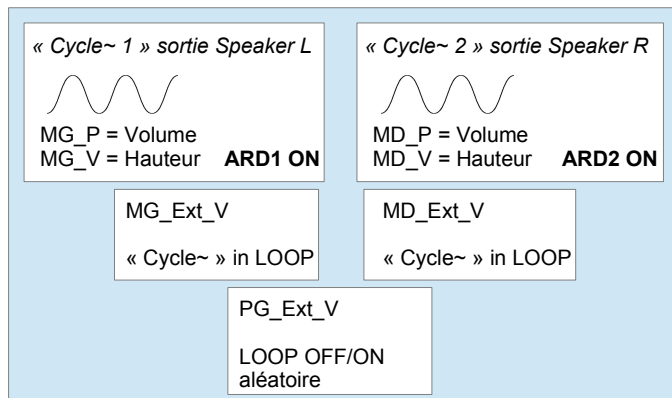 « Cycle~ 1 » sortie Speaker L
MG_P = Volume
MG_V = Hauteur ARD1 ON
« Cycle~ 2 » sortie Speaker R
MD_P = Volume
MD_V = Hauteur ARD2 ON
MG_Ext_V
« Cycle~ » in LOOP
MD_Ext_V
« Cycle~ » in LOOP
PG_Ext_V
LOOP OFF/ON
aléatoire